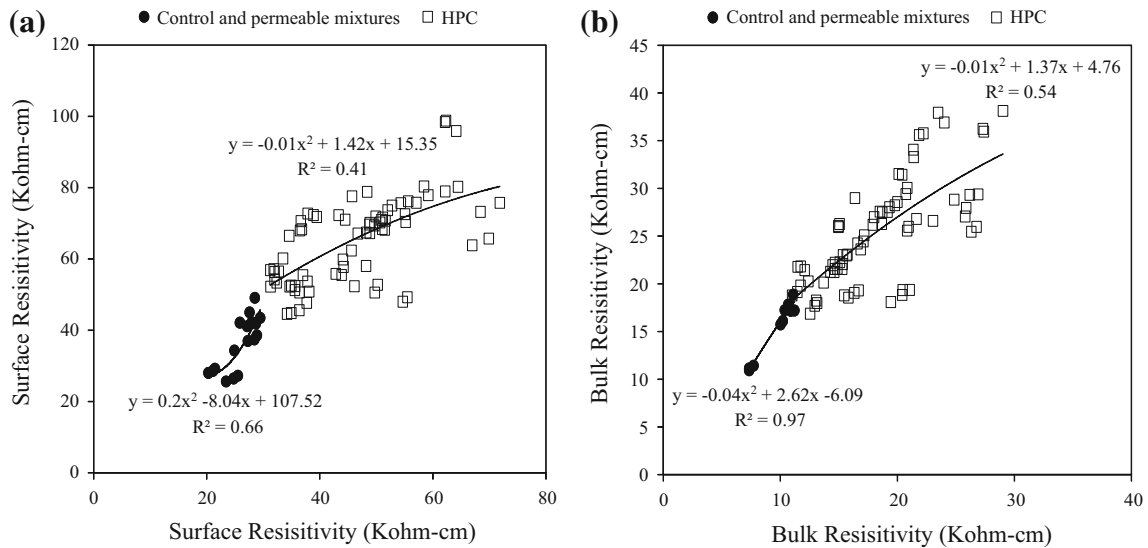 ● Control and permeable mixtures □ HPC
(a)
120
100
80
60
40
20
0
0 20 40 60 80
Surface Resisitivity (Kohm-cm)
Surface Resisitivity (Kohm-cm)
y = -0.01x² + 1.42x + 15.35
R² = 0.41
y = 0.2x² -8.04x + 107.52
R² = 0.66
● Control and permeable mixtures □ HPC
(b)
45
40
35
30
25
20
15
10
5
0
0 10 20 30 40
Bulk Resisitivity (Kohm-cm)
Bulk Resisitivity (Kohm-cm)
y = -0.01x² + 1.37x + 4.76
R² = 0.54
y = -0.04x² + 2.62x -6.09
R² = 0.97